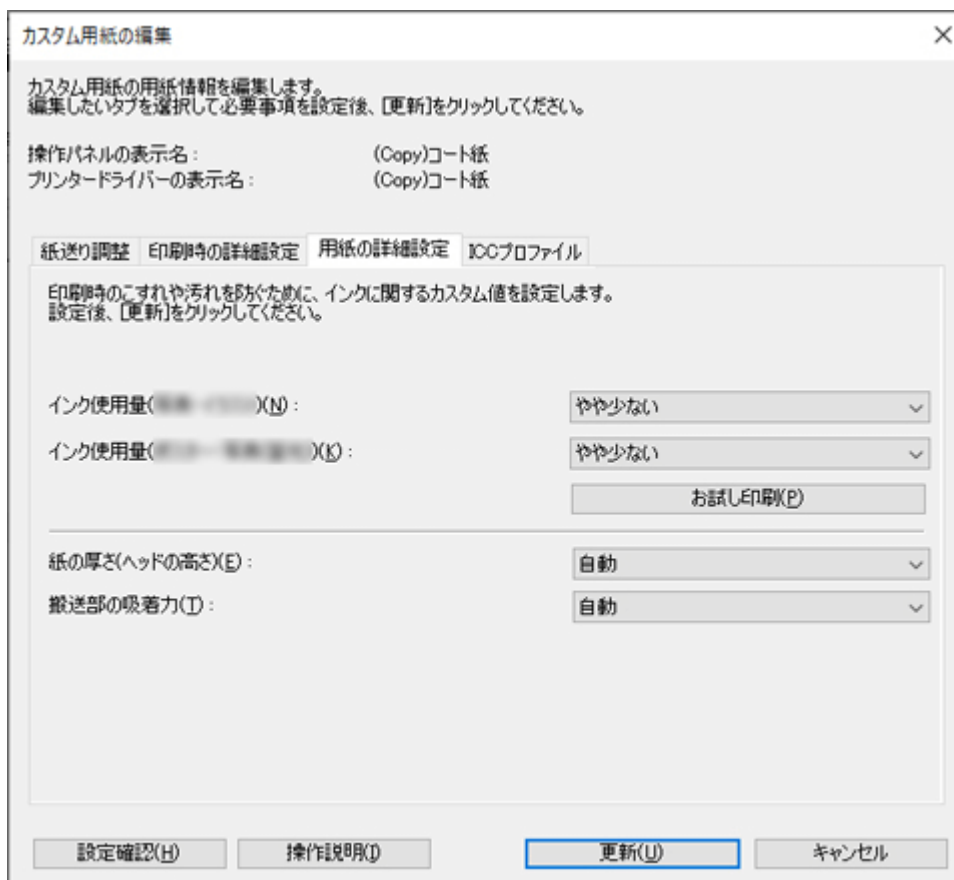 カスタム用紙の編集
カスタム用紙の用紙情報を編集します。
編集したいタブを選択して必要事項を設定後、[更新]をクリックしてください。
操作パネルの表示名: (Copy)コート紙
プリンタードライバーの表示名: (Copy)コート紙
紙送り調整 印刷時の詳細設定 用紙の詳細設定 ICCプロファイル
印刷時のこすれや汚れを防ぐために、インクに関するカスタム値を設定します。
設定後、[更新]をクリックしてください。
インク使用量( )(N): やや少ない
インク使用量( )(K): やや少ない
お試し印刷(P)
紙の厚さ(ヘッドの高さ)(E): 自動
搬送部の吸着力(T): 自動
設定確認(H) 操作説明(I) 更新(U) キャンセル